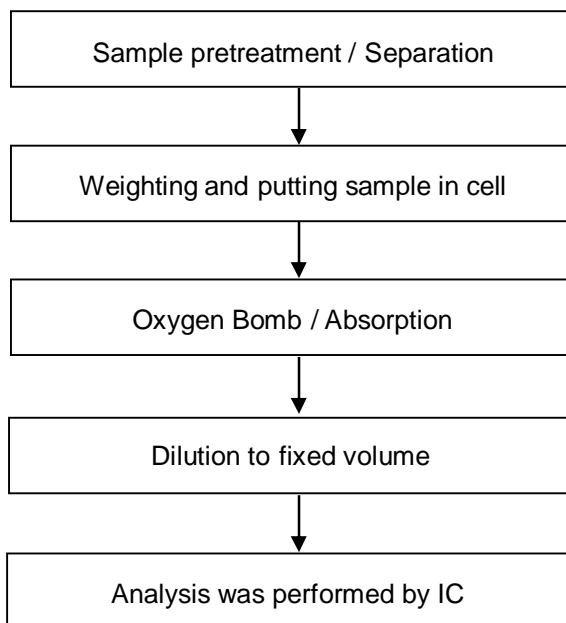 Sample pretreatment / Separation
Weighting and putting sample in cell
Oxygen Bomb / Absorption
Dilution to fixed volume
Analysis was performed by IC